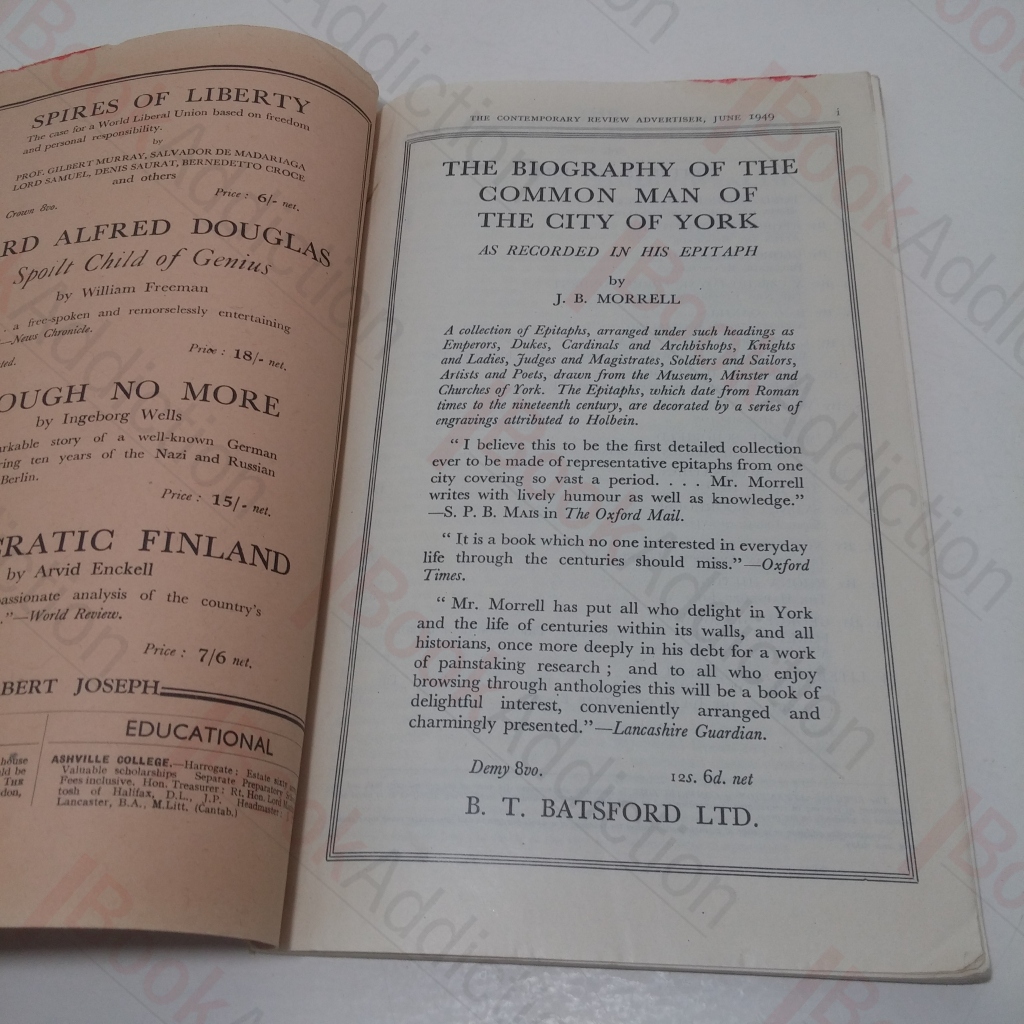 SPIRES OF LIBERTY
The case for a World Liberal Union based on freedom
and personal responsibility.
by
PROF. GILBERT MURRAY, SALVADOR DE MADARIAGA
LORD SAMUEL, DENIS SAURAT, BERNEDETTO CROCE
and others
Crown 8vo.
Price: 6/- net.
RD ALFRED DOUGLAS
Spoilt Child of Genius
by William Freeman
. a free-spoken and remorselessly entertaining
—News Chronicle.
Price: 18/- net.
OUGH NO MORE
by Ingeborg Wells
rkable story of a well-known German
ring ten years of the Nazi and Russian
Berlin.
Price: 15/- net.
CRATIC FINLAND
by Arvid Enckell
assionate analysis of the country's
."—World Review.
Price: 7/6 net.
BERT JOSEPH
EDUCATIONAL
house
ld be
THE
don,
ASHVILLE COLLEGE.—Harrogate: Estate sixty
Valuable scholarships Separate Preparatory
Fees inclusive. Hon. Treasurer: Rt. Hon. Lord
tosh of Halifax, D.L., J.P. Headmaster:
Lancaster, B.A., M.Litt. (Cantab.)
THE CONTEMPORARY REVIEW ADVERTISER, JUNE 1949 i
THE BIOGRAPHY OF THE
COMMON MAN OF
THE CITY OF YORK
AS RECORDED IN HIS EPITAPH
by
J. B. MORRELL
A collection of Epitaphs, arranged under such headings as
Emperors, Dukes, Cardinals and Archbishops, Knights
and Ladies, Judges and Magistrates, Soldiers and Sailors,
Artists and Poets, drawn from the Museum, Minster and
Churches of York. The Epitaphs, which date from Roman
times to the nineteenth century, are decorated by a series of
engravings attributed to Holbein.
" I believe this to be the first detailed collection
ever to be made of representative epitaphs from one
city covering so vast a period. . . . Mr. Morrell
writes with lively humour as well as knowledge."
—S. P. B. MAIS in The Oxford Mail.
" It is a book which no one interested in everyday
life through the centuries should miss."—Oxford
Times.
" Mr. Morrell has put all who delight in York
and the life of centuries within its walls, and all
historians, once more deeply in his debt for a work
of painstaking research ; and to all who enjoy
browsing through anthologies this will be a book of
delightful interest, conveniently arranged and
charmingly presented."—Lancashire Guardian.
Demy 8vo. 12s. 6d. net
B. T. BATSFORD LTD.
BookAddiction